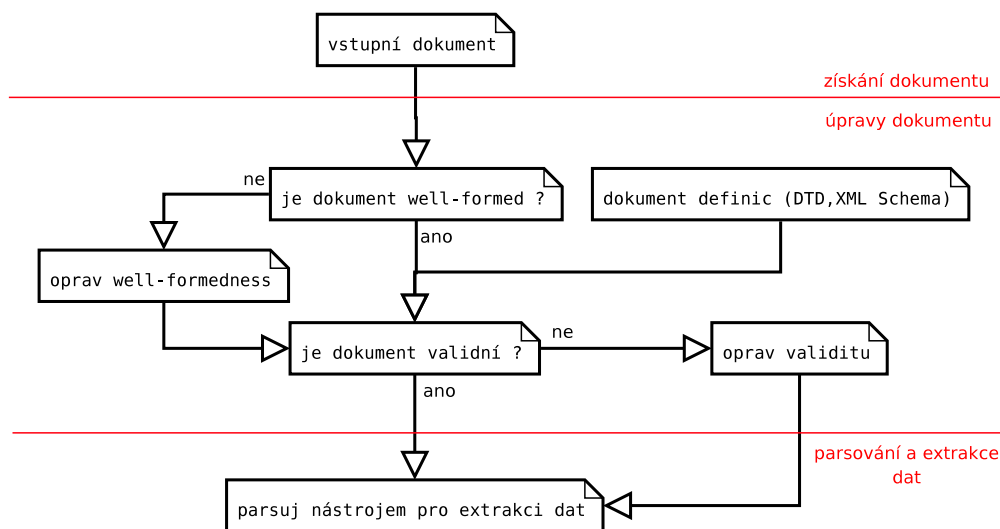 vstupní dokument
získání dokumentu
úpravy dokumentu
ne
je dokument well-formed ?
dokument definic (DTD,XML Schema)
ano
oprav well-formedness
ne
je dokument validní ?
oprav validitu
ano
parsování a extrakce
dat
parsuj nástrojem pro extrakci dat